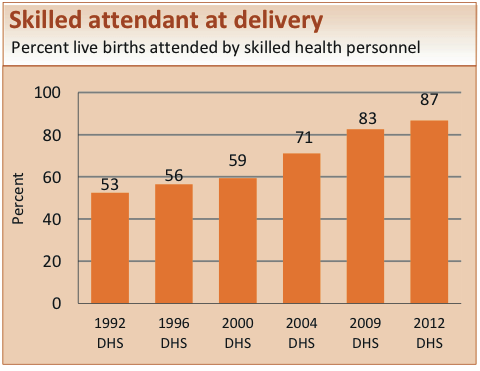 Skilled attendant at delivery
Percent live births attended by skilled health personnel
Percent
100
80
60
40
20
0
53
56
59
71
83
87
1992 1996 2000 2004 2009 2012
DHS DHS DHS DHS DHS DHS